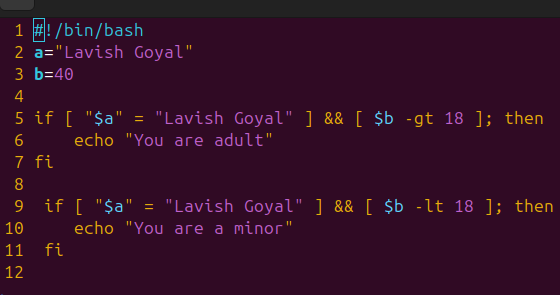 1 #!/bin/bash
2 a="Lavish Goyal"
3 b=40
4
5 if [ "$a" = "Lavish Goyal" ] && [ $b -gt 18 ]; then
6     echo "You are adult"
7 fi
8
9  if [ "$a" = "Lavish Goyal" ] && [ $b -lt 18 ]; then
10     echo "You are a minor"
11  fi
12